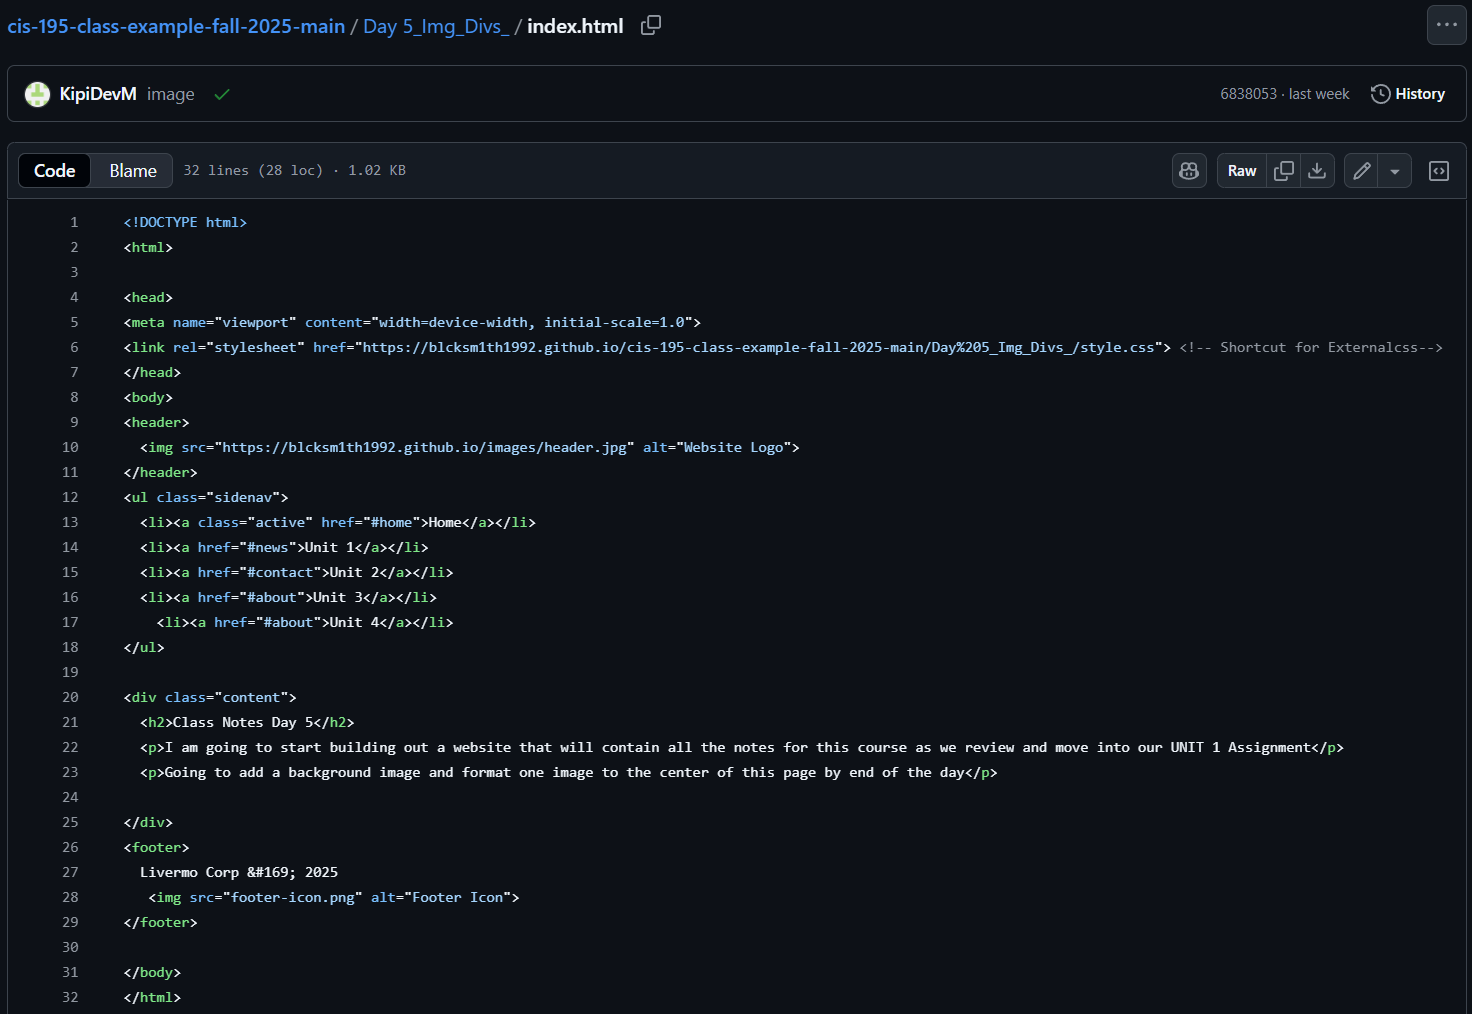 cis-195-class-example-fall-2025-main / Day 5_Img_Divs_ / index.html
KipiDevM image 6838053 · last week History
Code Blame 32 lines (28 loc) · 1.02 KB Raw
1 <!DOCTYPE html>
2 <html>
3
4 <head>
5 <meta name="viewport" content="width=device-width, initial-scale=1.0">
6 <link rel="stylesheet" href="https://blcksm1th1992.github.io/cis-195-class-example-fall-2025-main/Day%205_Img_Divs_/style.css"> <!-- Shortcut for Externalcss-->
7 </head>
8 <body>
9 <header>
10   <img src="https://blcksm1th1992.github.io/images/header.jpg" alt="Website Logo">
11 </header>
12 <ul class="sidenav">
13   <li><a class="active" href="#home">Home</a></li>
14   <li><a href="#news">Unit 1</a></li>
15   <li><a href="#contact">Unit 2</a></li>
16   <li><a href="#about">Unit 3</a></li>
17     <li><a href="#about">Unit 4</a></li>
18 </ul>
19
20 <div class="content">
21   <h2>Class Notes Day 5</h2>
22   <p>I am going to start building out a website that will contain all the notes for this course as we review and move into our UNIT 1 Assignment</p>
23   <p>Going to add a background image and format one image to the center of this page by end of the day</p>
24
25 </div>
26 <footer>
27   Livermo Corp &#169; 2025
28    <img src="footer-icon.png" alt="Footer Icon">
29 </footer>
30
31 </body>
32 </html>